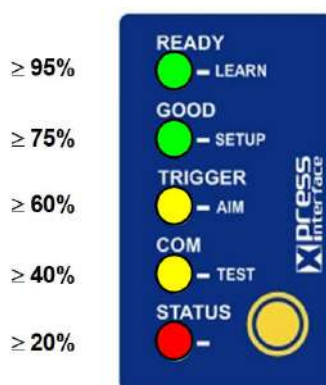 READY
≥ 95%
– LEARN
GOOD
≥ 75%
– SETUP
TRIGGER
≥ 60%
– AIM
COM
≥ 40%
– TEST
STATUS
≥ 20%
–
Xpress
interface